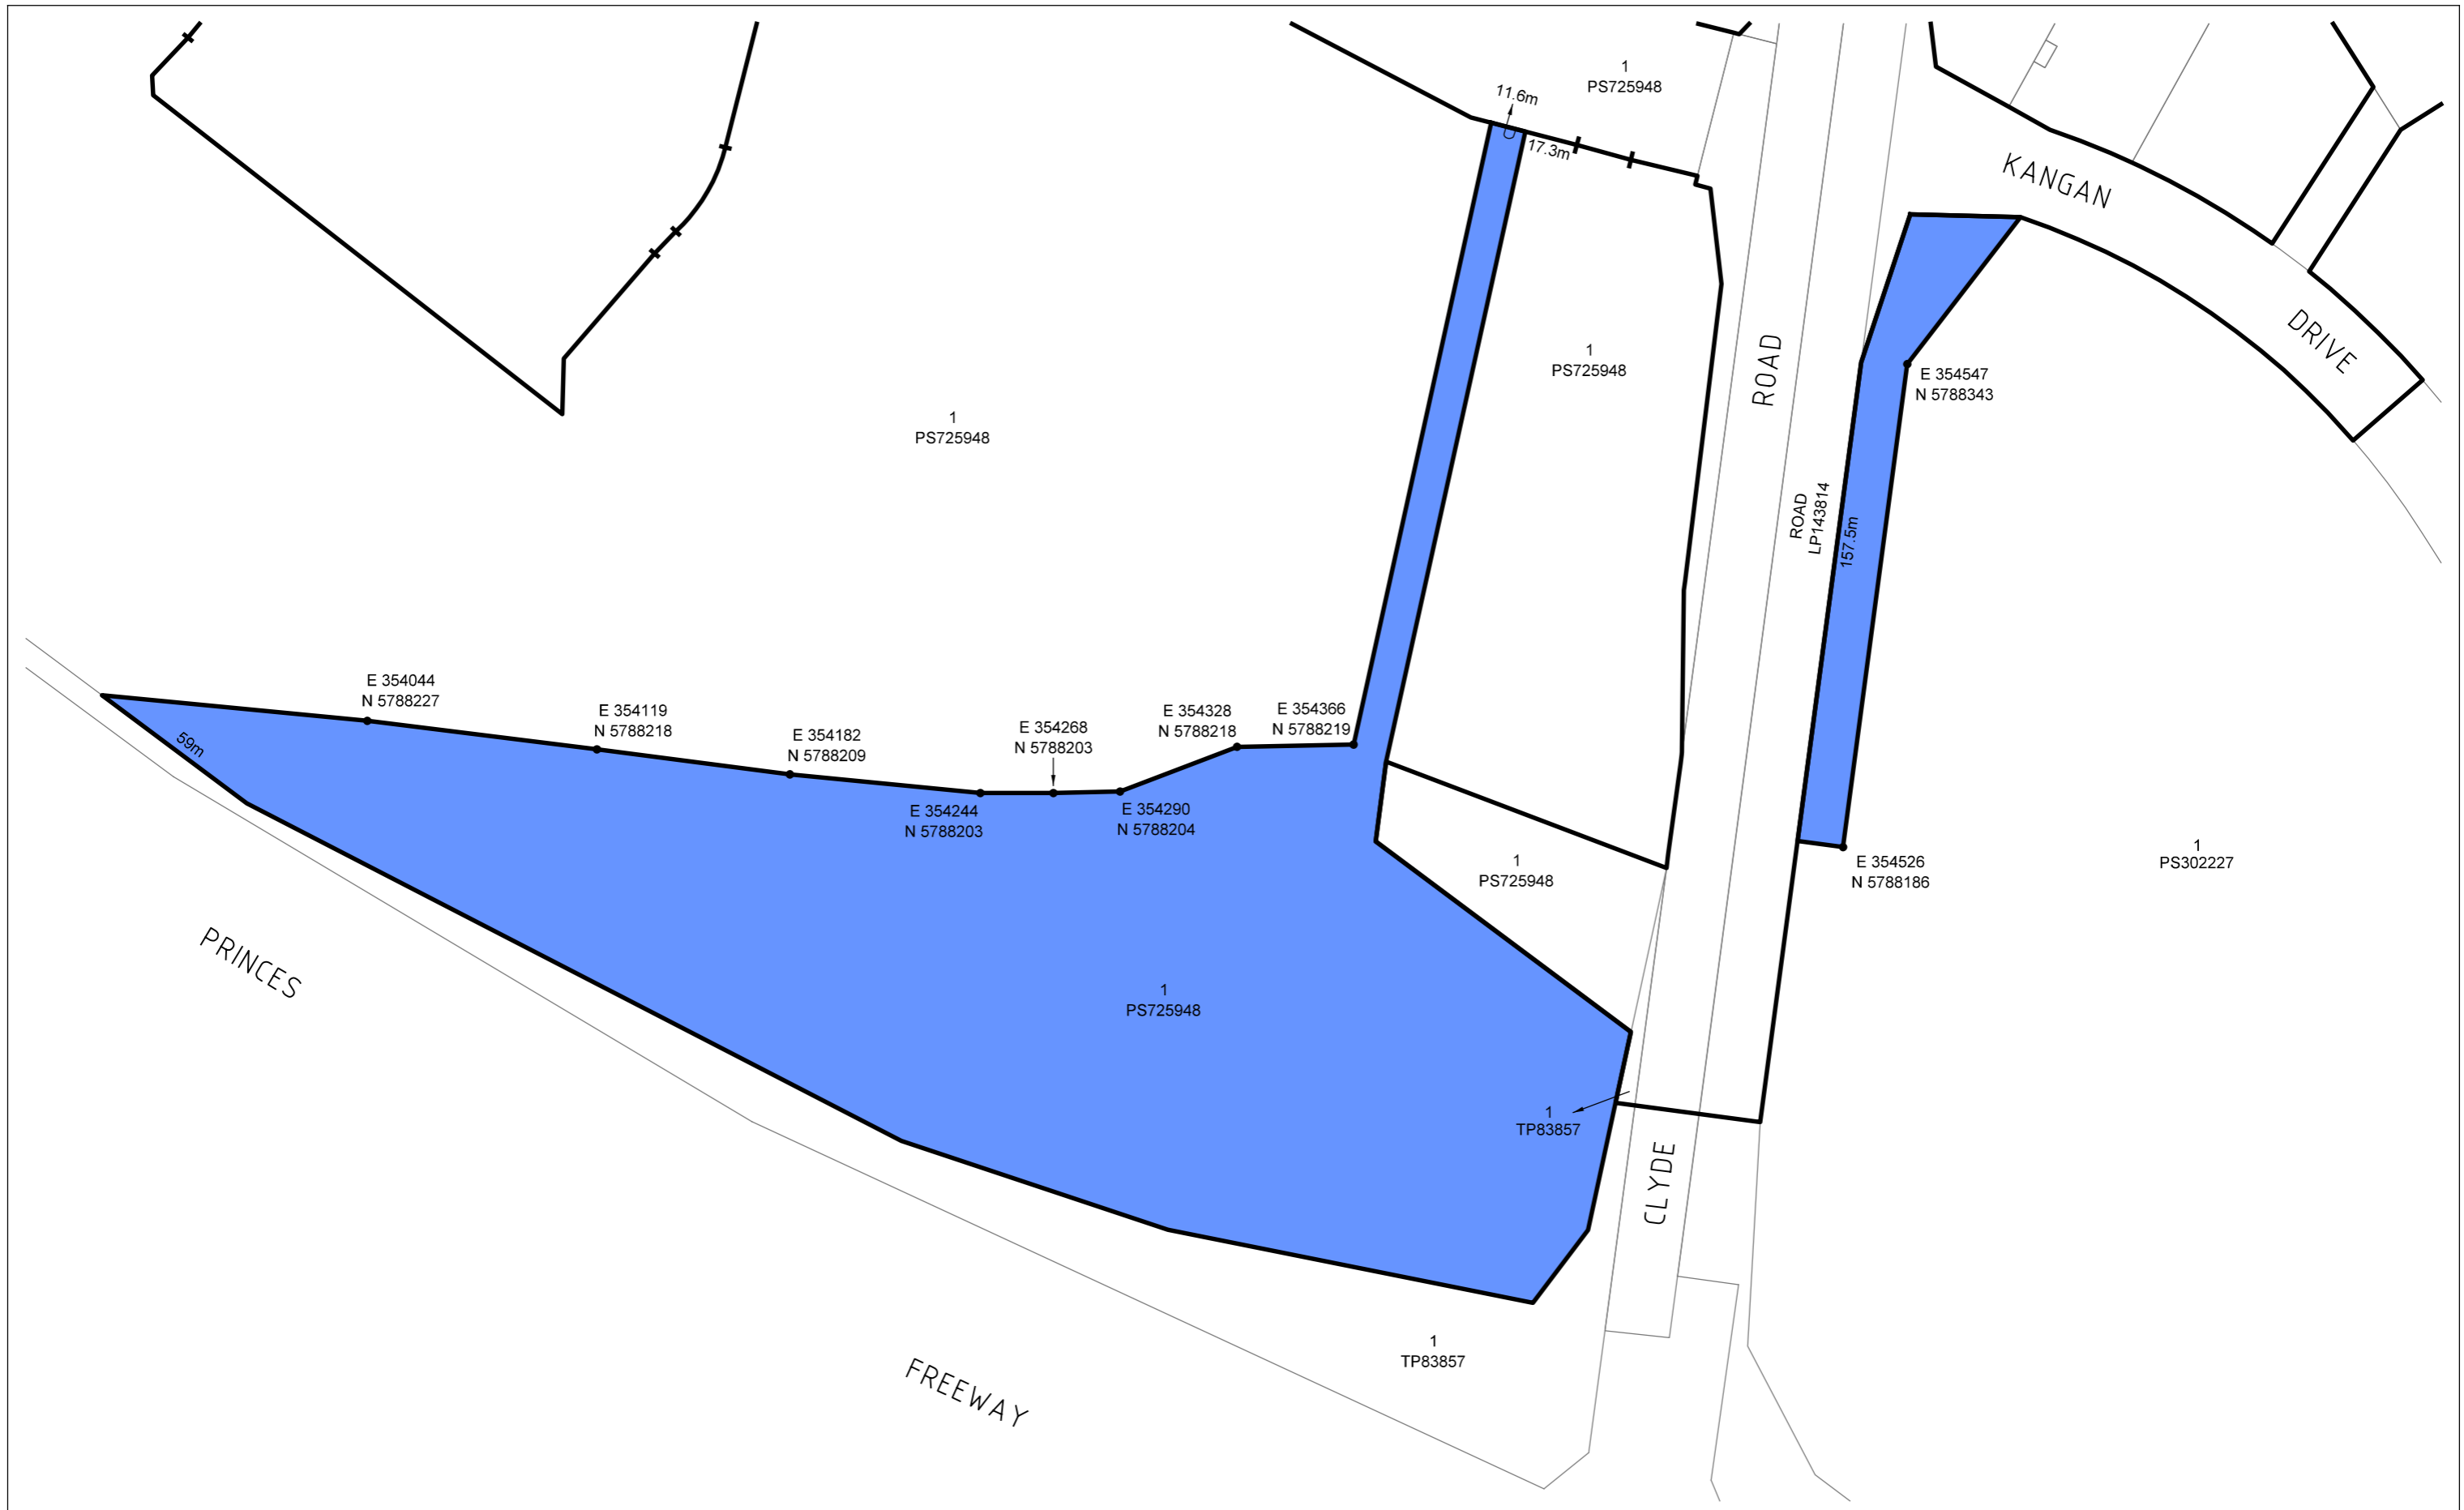 1
PS725948
11.6m
17.3m
KANGAN
DRIVE
1
PS725948
ROAD
1
PS725948
E 354547
N 5788343
ROAD
LP143814
157.5m
E 354044
N 5788227
E 354119
N 5788218
E 354182
N 5788209
E 354268
N 5788203
E 354328
N 5788218
E 354366
N 5788219
59m
E 354244
N 5788203
E 354290
N 5788204
1
PS725948
E 354526
N 5788186
1
PS302227
PRINCES
1
PS725948
1
TP83857
CLYDE
1
TP83857
FREEWAY